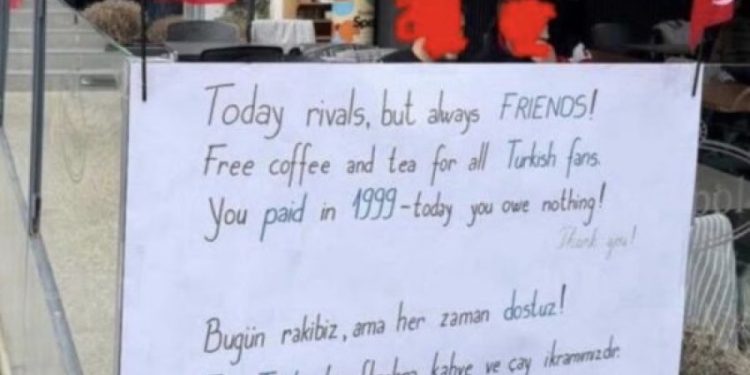 Today rivals, but always FRIENDS!
Free coffee and tea for all Turkish fans.
You paid in 1999-today you owe nothing!
Thank you!
Bugün rakibiz, ama her zaman dostuz!
kahve ve çay ikramımızdır.